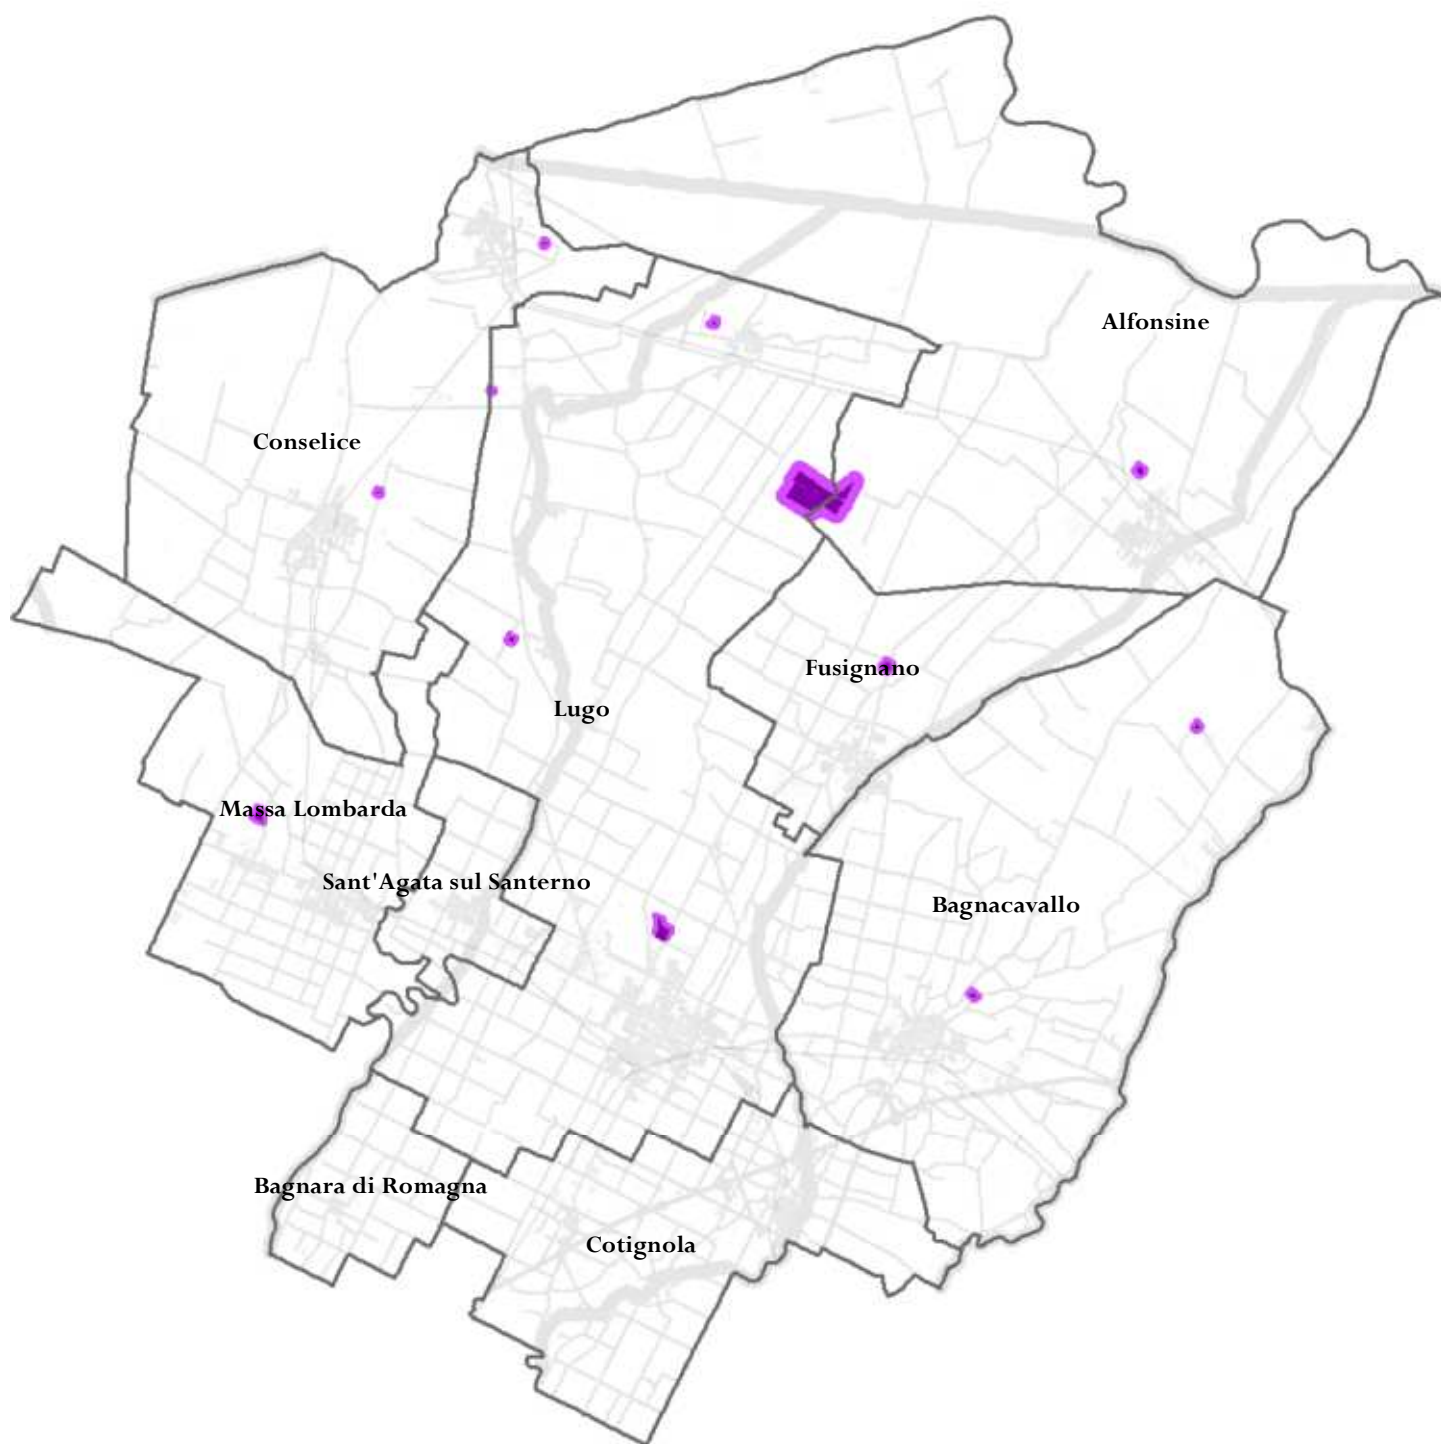 Alfonsine
Conselice
Fusignano
Lugo
Massa Lombarda
Sant'Agata sul Santerno
Bagnacavallo
Bagnara di Romagna
Cotignola